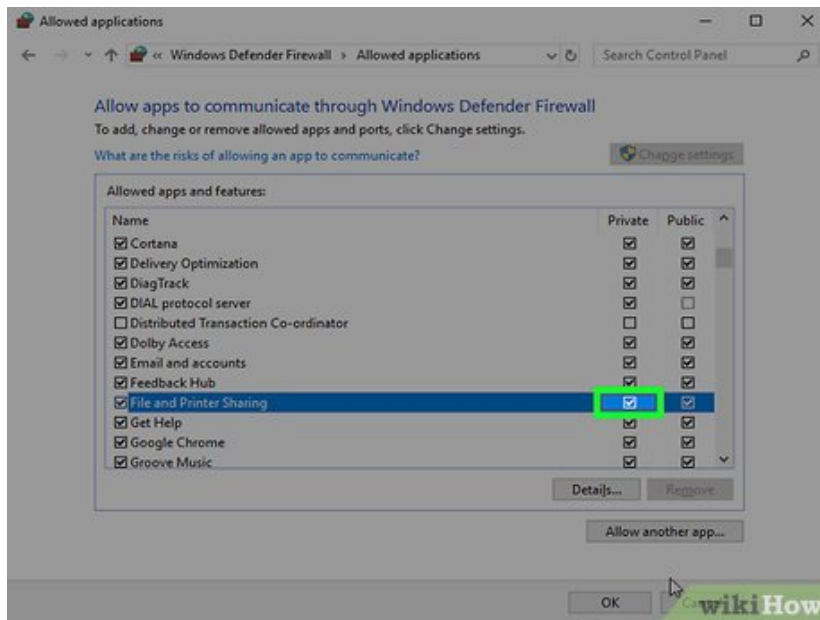 Allowed applications
« Windows Defender Firewall › Allowed applications Search Control Panel
Allow apps to communicate through Windows Defender Firewall
To add, change or remove allowed apps and ports, click Change settings.
What are the risks of allowing an app to communicate? Change settings
Allowed apps and features:
Name Private Public
Cortana
Delivery Optimization
DiagTrack
DIAL protocol server
Distributed Transaction Co-ordinator
Dolby Access
Email and accounts
Feedback Hub
File and Printer Sharing
Get Help
Google Chrome
Groove Music
Details... Remove
Allow another app...
OK
wikiHow